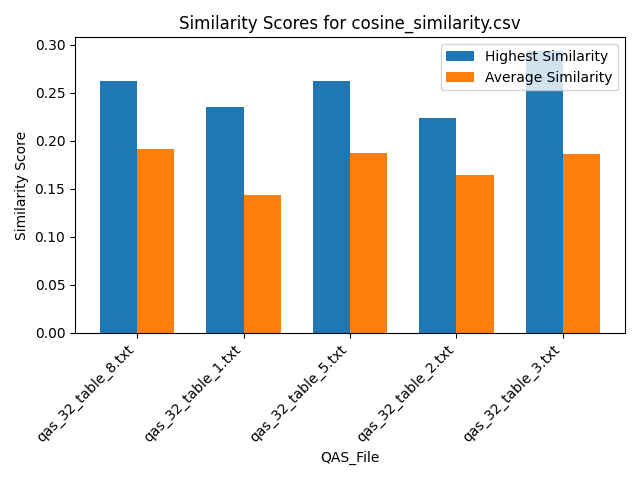 Similarity Scores for cosine_similarity.csv
Highest Similarity
Average Similarity
Similarity Score
0.30
0.25
0.20
0.15
0.10
0.05
0.00
qas_32_table_8.txt
qas_32_table_1.txt
qas_32_table_5.txt
qas_32_table_2.txt
qas_32_table_3.txt
QAS_File